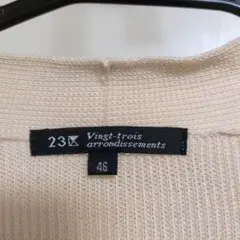 23区 Vingt-trois
arrondissements
46